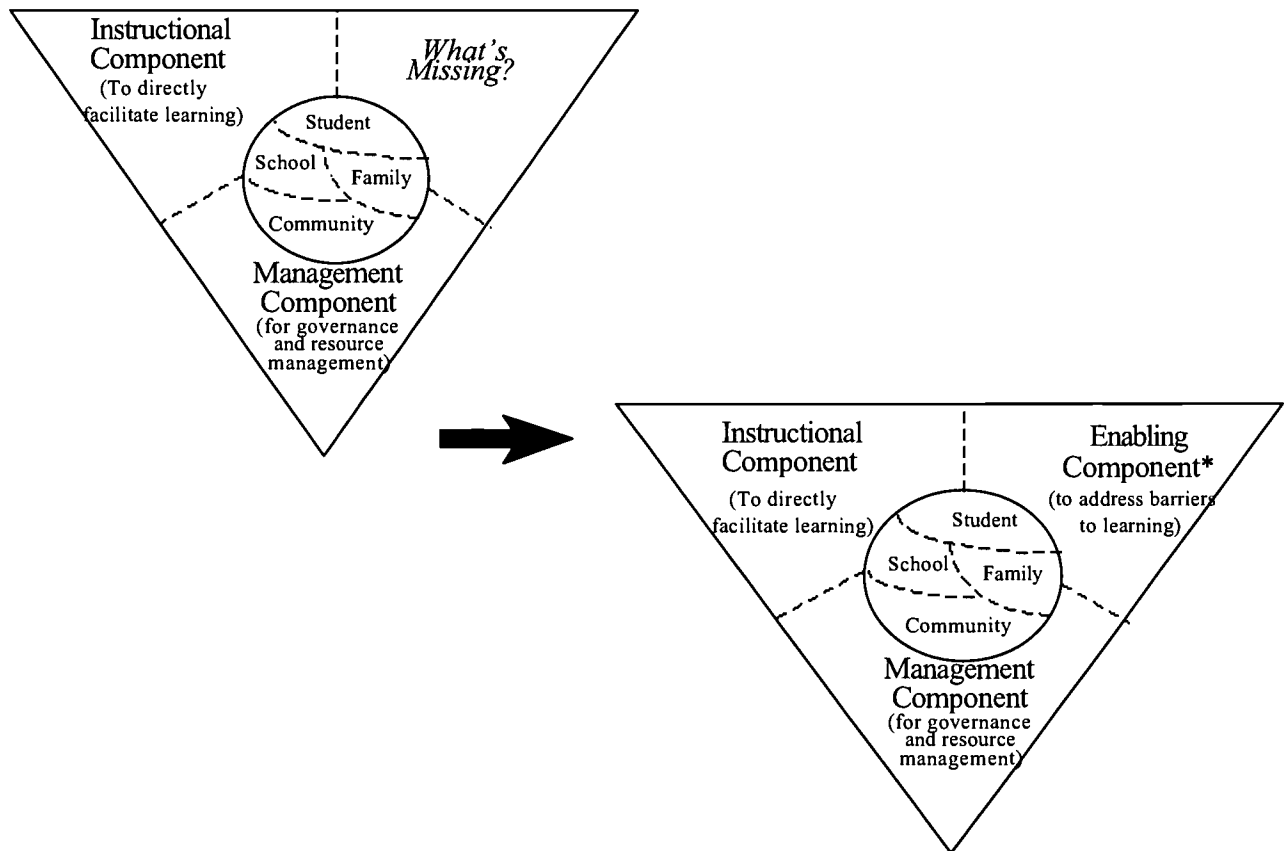 Instructional
Component
(To directly
facilitate learning)
What's
Missing?
Student
School
Family
Community
Management
Component
(for governance
and resource
management)
Instructional
Component
(To directly
facilitate learning)
Enabling
Component*
(to address barriers
to learning)
Student
School
Family
Community
Management
Component
(for governance
and resource
management)